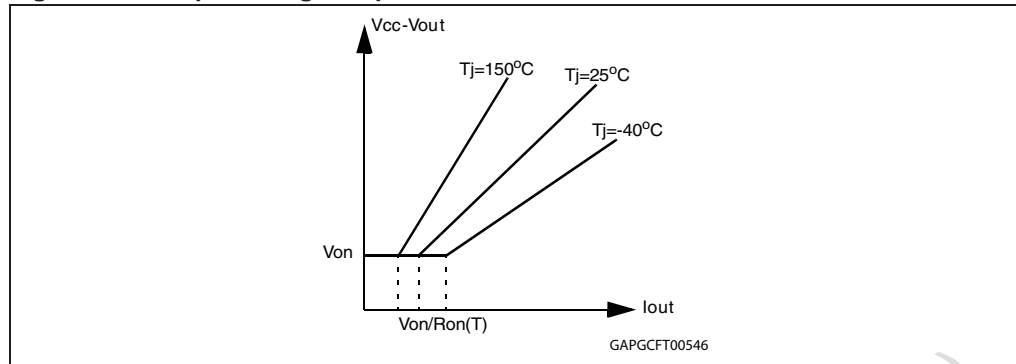 Vcc-Vout
Tj=150°C
Tj=25°C
Tj=-40°C
Von
Iout
Von/Ron(T)
GAPGCFT00546